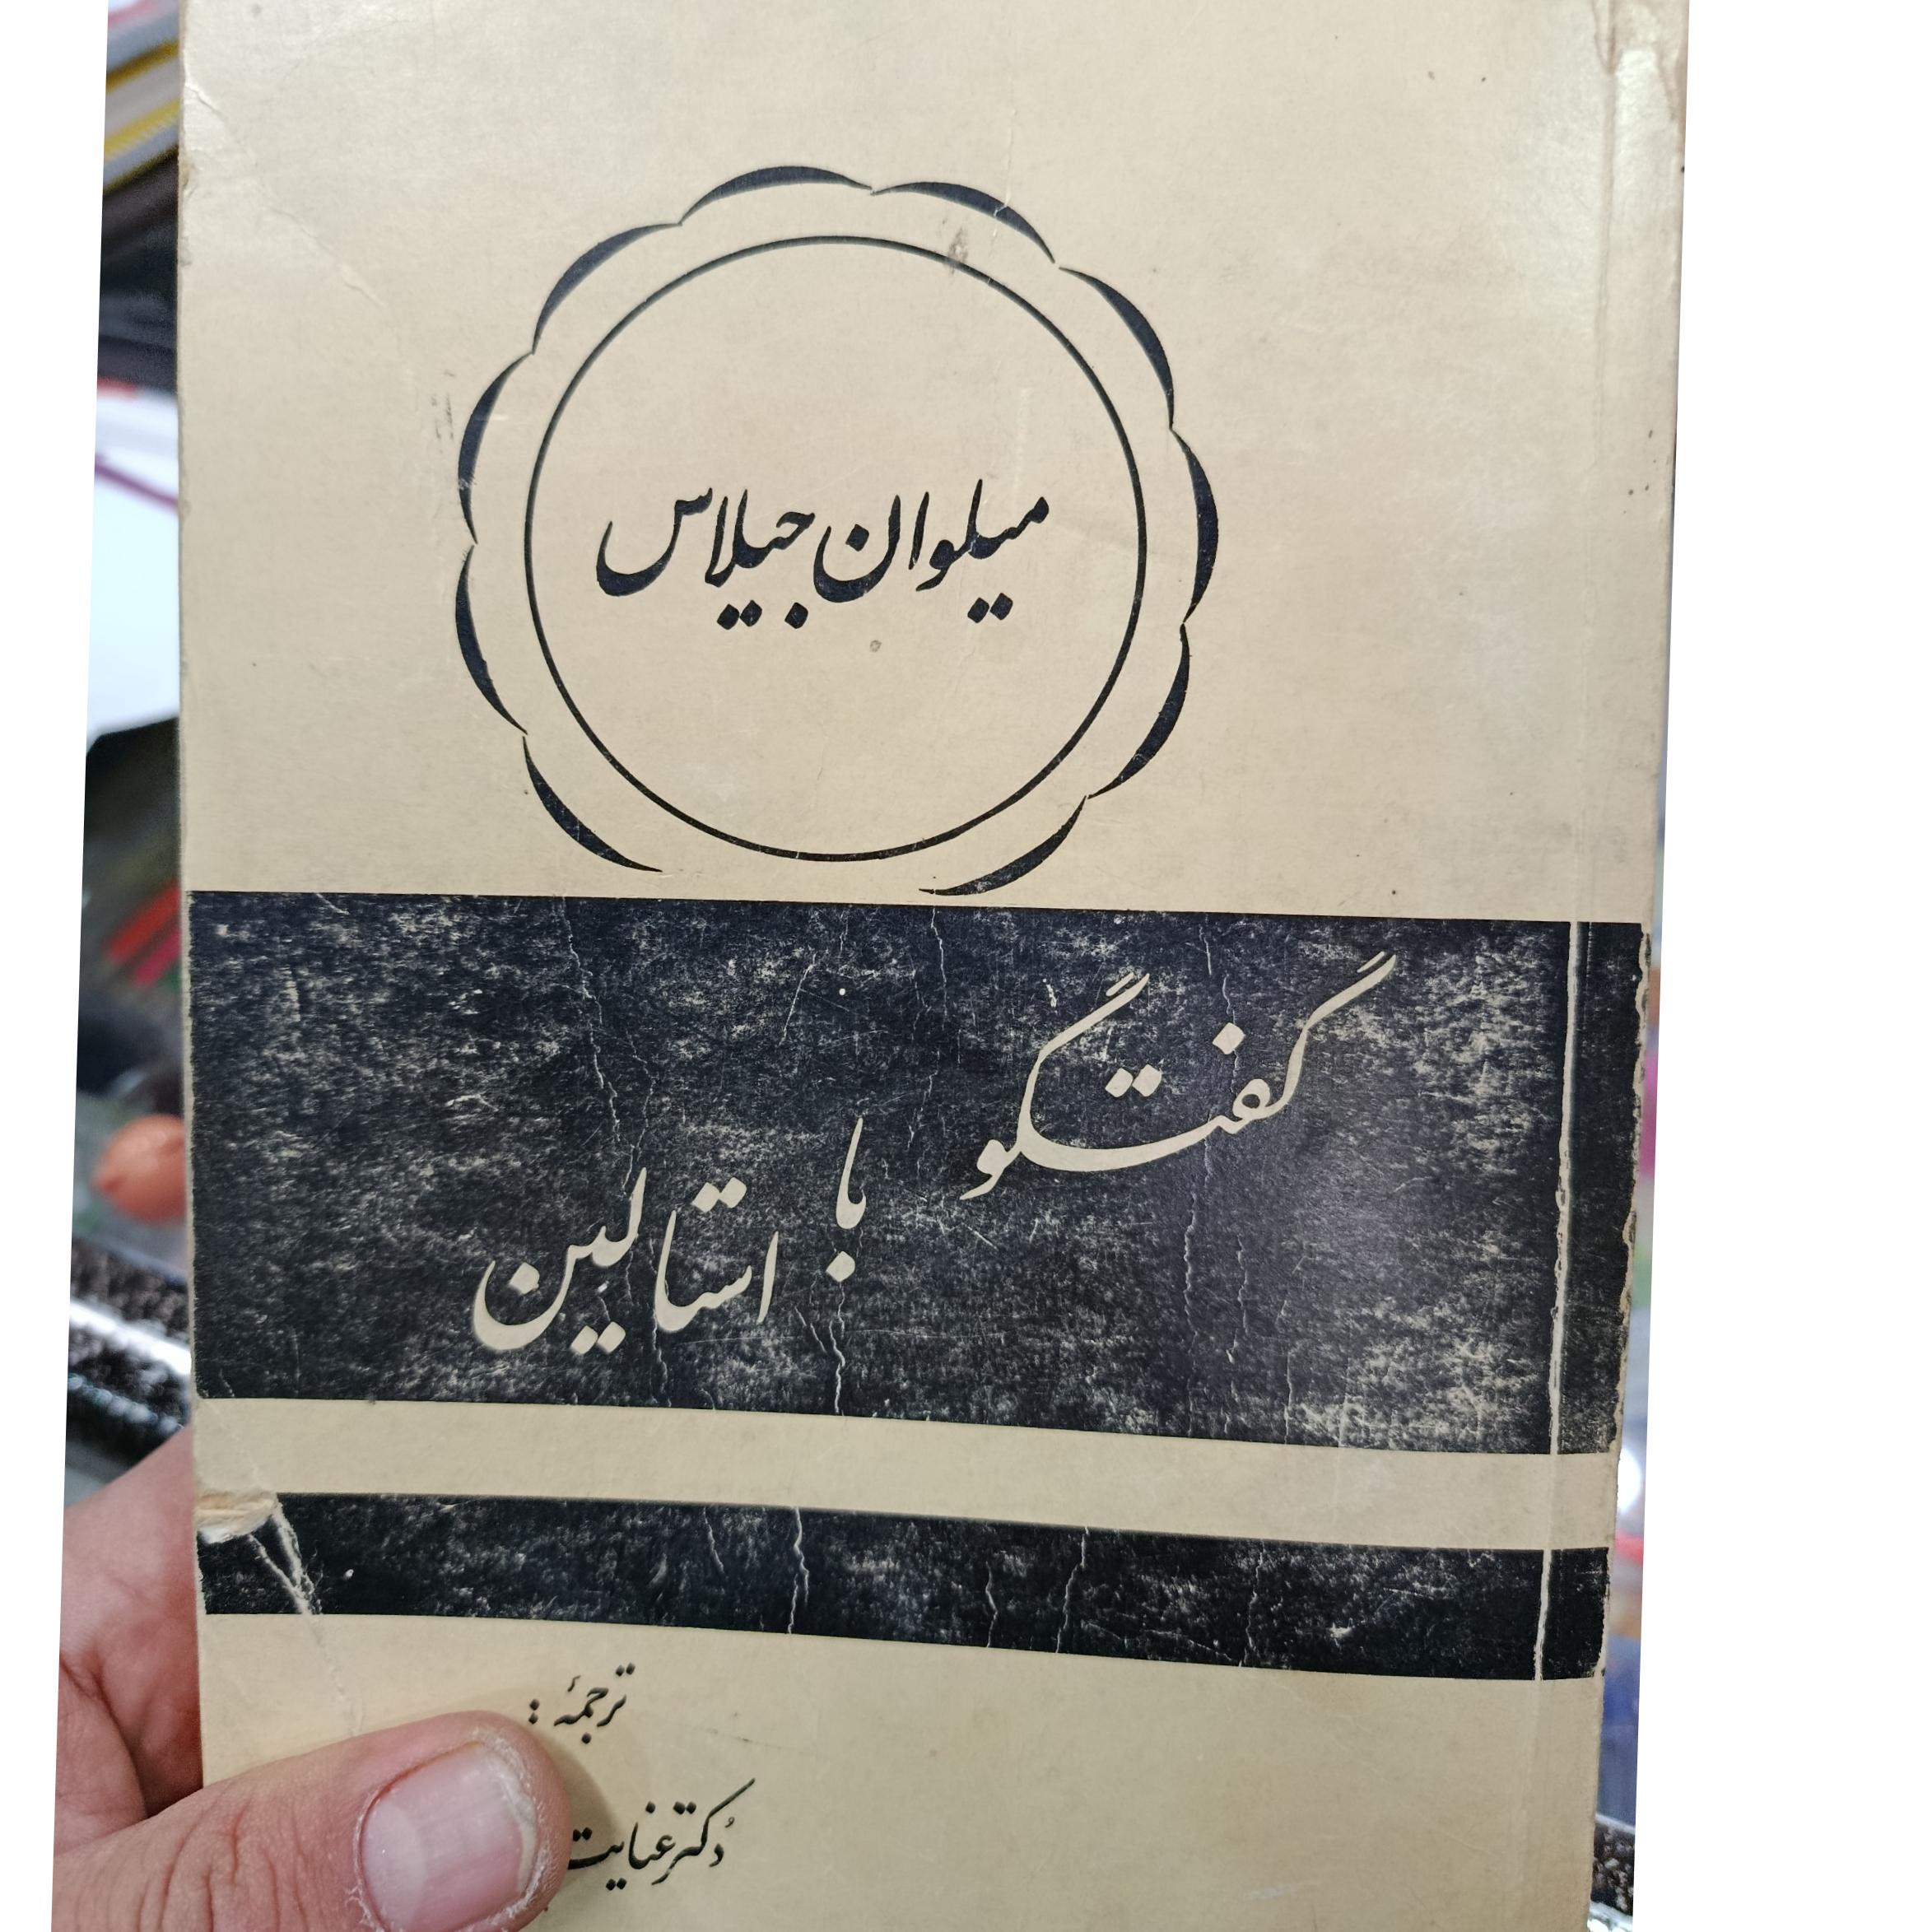 میلوان جیلاس
گفتگو
با
استالین
ترجمهٔ :
دکتر عنایت